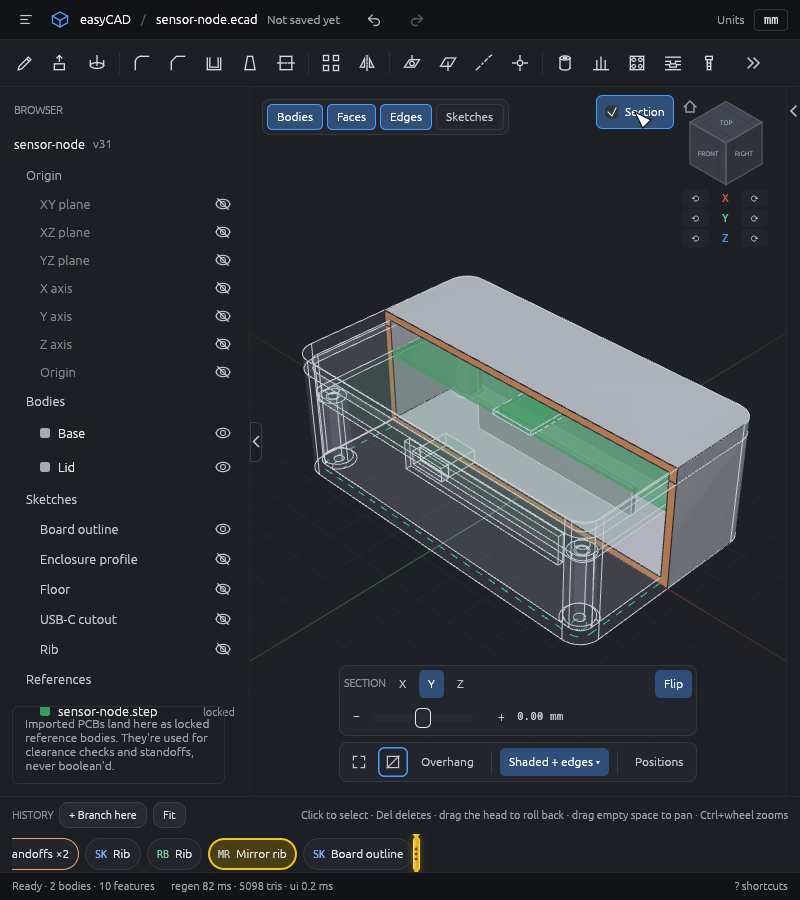 easyCAD / sensor-node.ecad Not saved yet Units mm
BROWSER
sensor-node v31
Origin
XY plane
XZ plane
YZ plane
X axis
Y axis
Z axis
Origin
Bodies
Base
Lid
Sketches
Board outline
Enclosure profile
Floor
USB-C cutout
Rib
References
sensor-node.step locked
Imported PCBs land here as locked
reference bodies. They're used for
clearance checks and standoffs,
never boolean'd.
Bodies Faces Edges Sketches
Section
TOP
FRONT RIGHT
X
Y
Z
SECTION X Y Z Flip
− + 0.00 mm
Overhang Shaded + edges ▾ Positions
HISTORY + Branch here Fit Click to select · Del deletes · drag the head to roll back · drag empty space to pan · Ctrl+wheel zooms
andoffs ×2 SK Rib RB Rib MR Mirror rib SK Board outline
Ready · 2 bodies · 10 features regen 82 ms · 5098 tris · ui 0.2 ms ? shortcuts